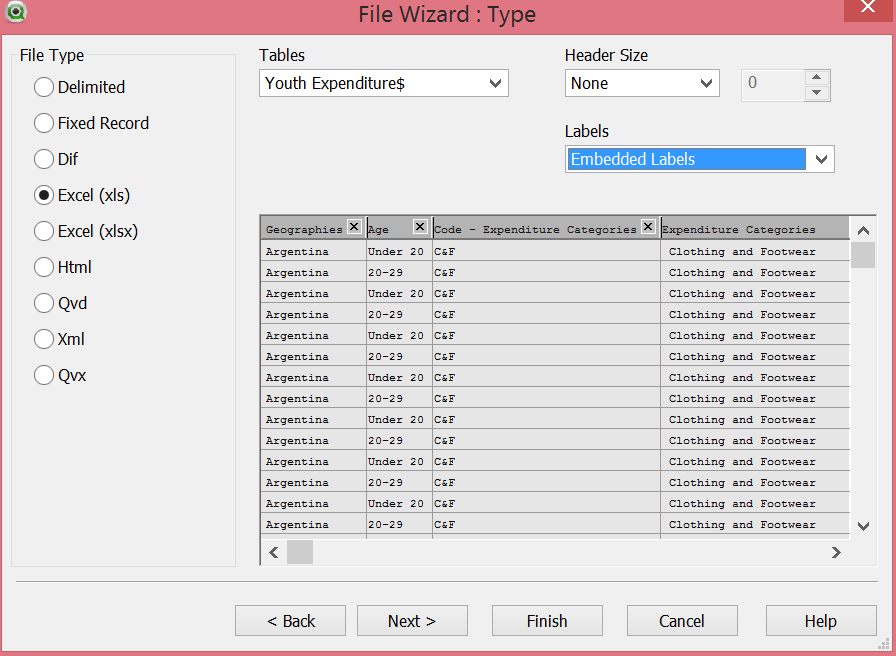 File Wizard : Type
File Type
Delimited
Fixed Record
Dif
Excel (xls)
Excel (xlsx)
Html
Qvd
Xml
Qvx
Tables
Youth Expenditure$
Header Size
None
0
Labels
Embedded Labels
Geographies Age Code - Expenditure Categories Expenditure Categories
Argentina Under 20 C&F Clothing and Footwear
Argentina 20-29 C&F Clothing and Footwear
Argentina Under 20 C&F Clothing and Footwear
Argentina 20-29 C&F Clothing and Footwear
Argentina Under 20 C&F Clothing and Footwear
Argentina 20-29 C&F Clothing and Footwear
Argentina Under 20 C&F Clothing and Footwear
Argentina 20-29 C&F Clothing and Footwear
Argentina Under 20 C&F Clothing and Footwear
Argentina 20-29 C&F Clothing and Footwear
Argentina Under 20 C&F Clothing and Footwear
Argentina 20-29 C&F Clothing and Footwear
Argentina Under 20 C&F Clothing and Footwear
Argentina 20-29 C&F Clothing and Footwear
< Back Next > Finish Cancel Help